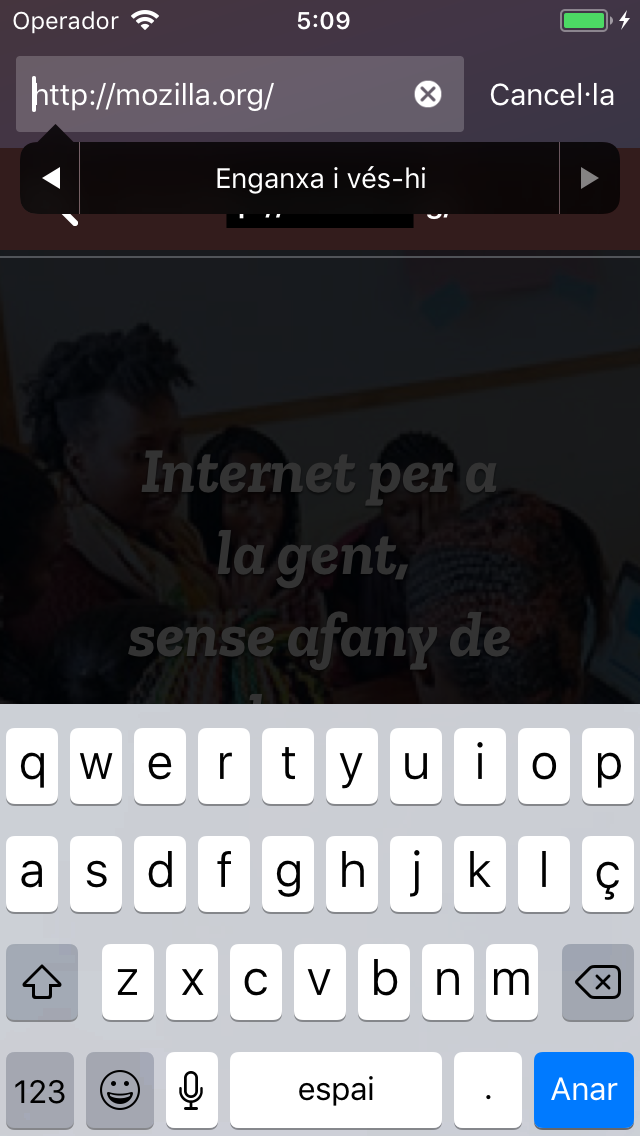 Operador 5:09
http://mozilla.org/ Cancel·la
Enganxa i vés-hi
Internet per a
la gent,
sense afany de
q w e r t y u i o p
a s d f g h j k l ç
z x c v b n m
123 espai . Anar